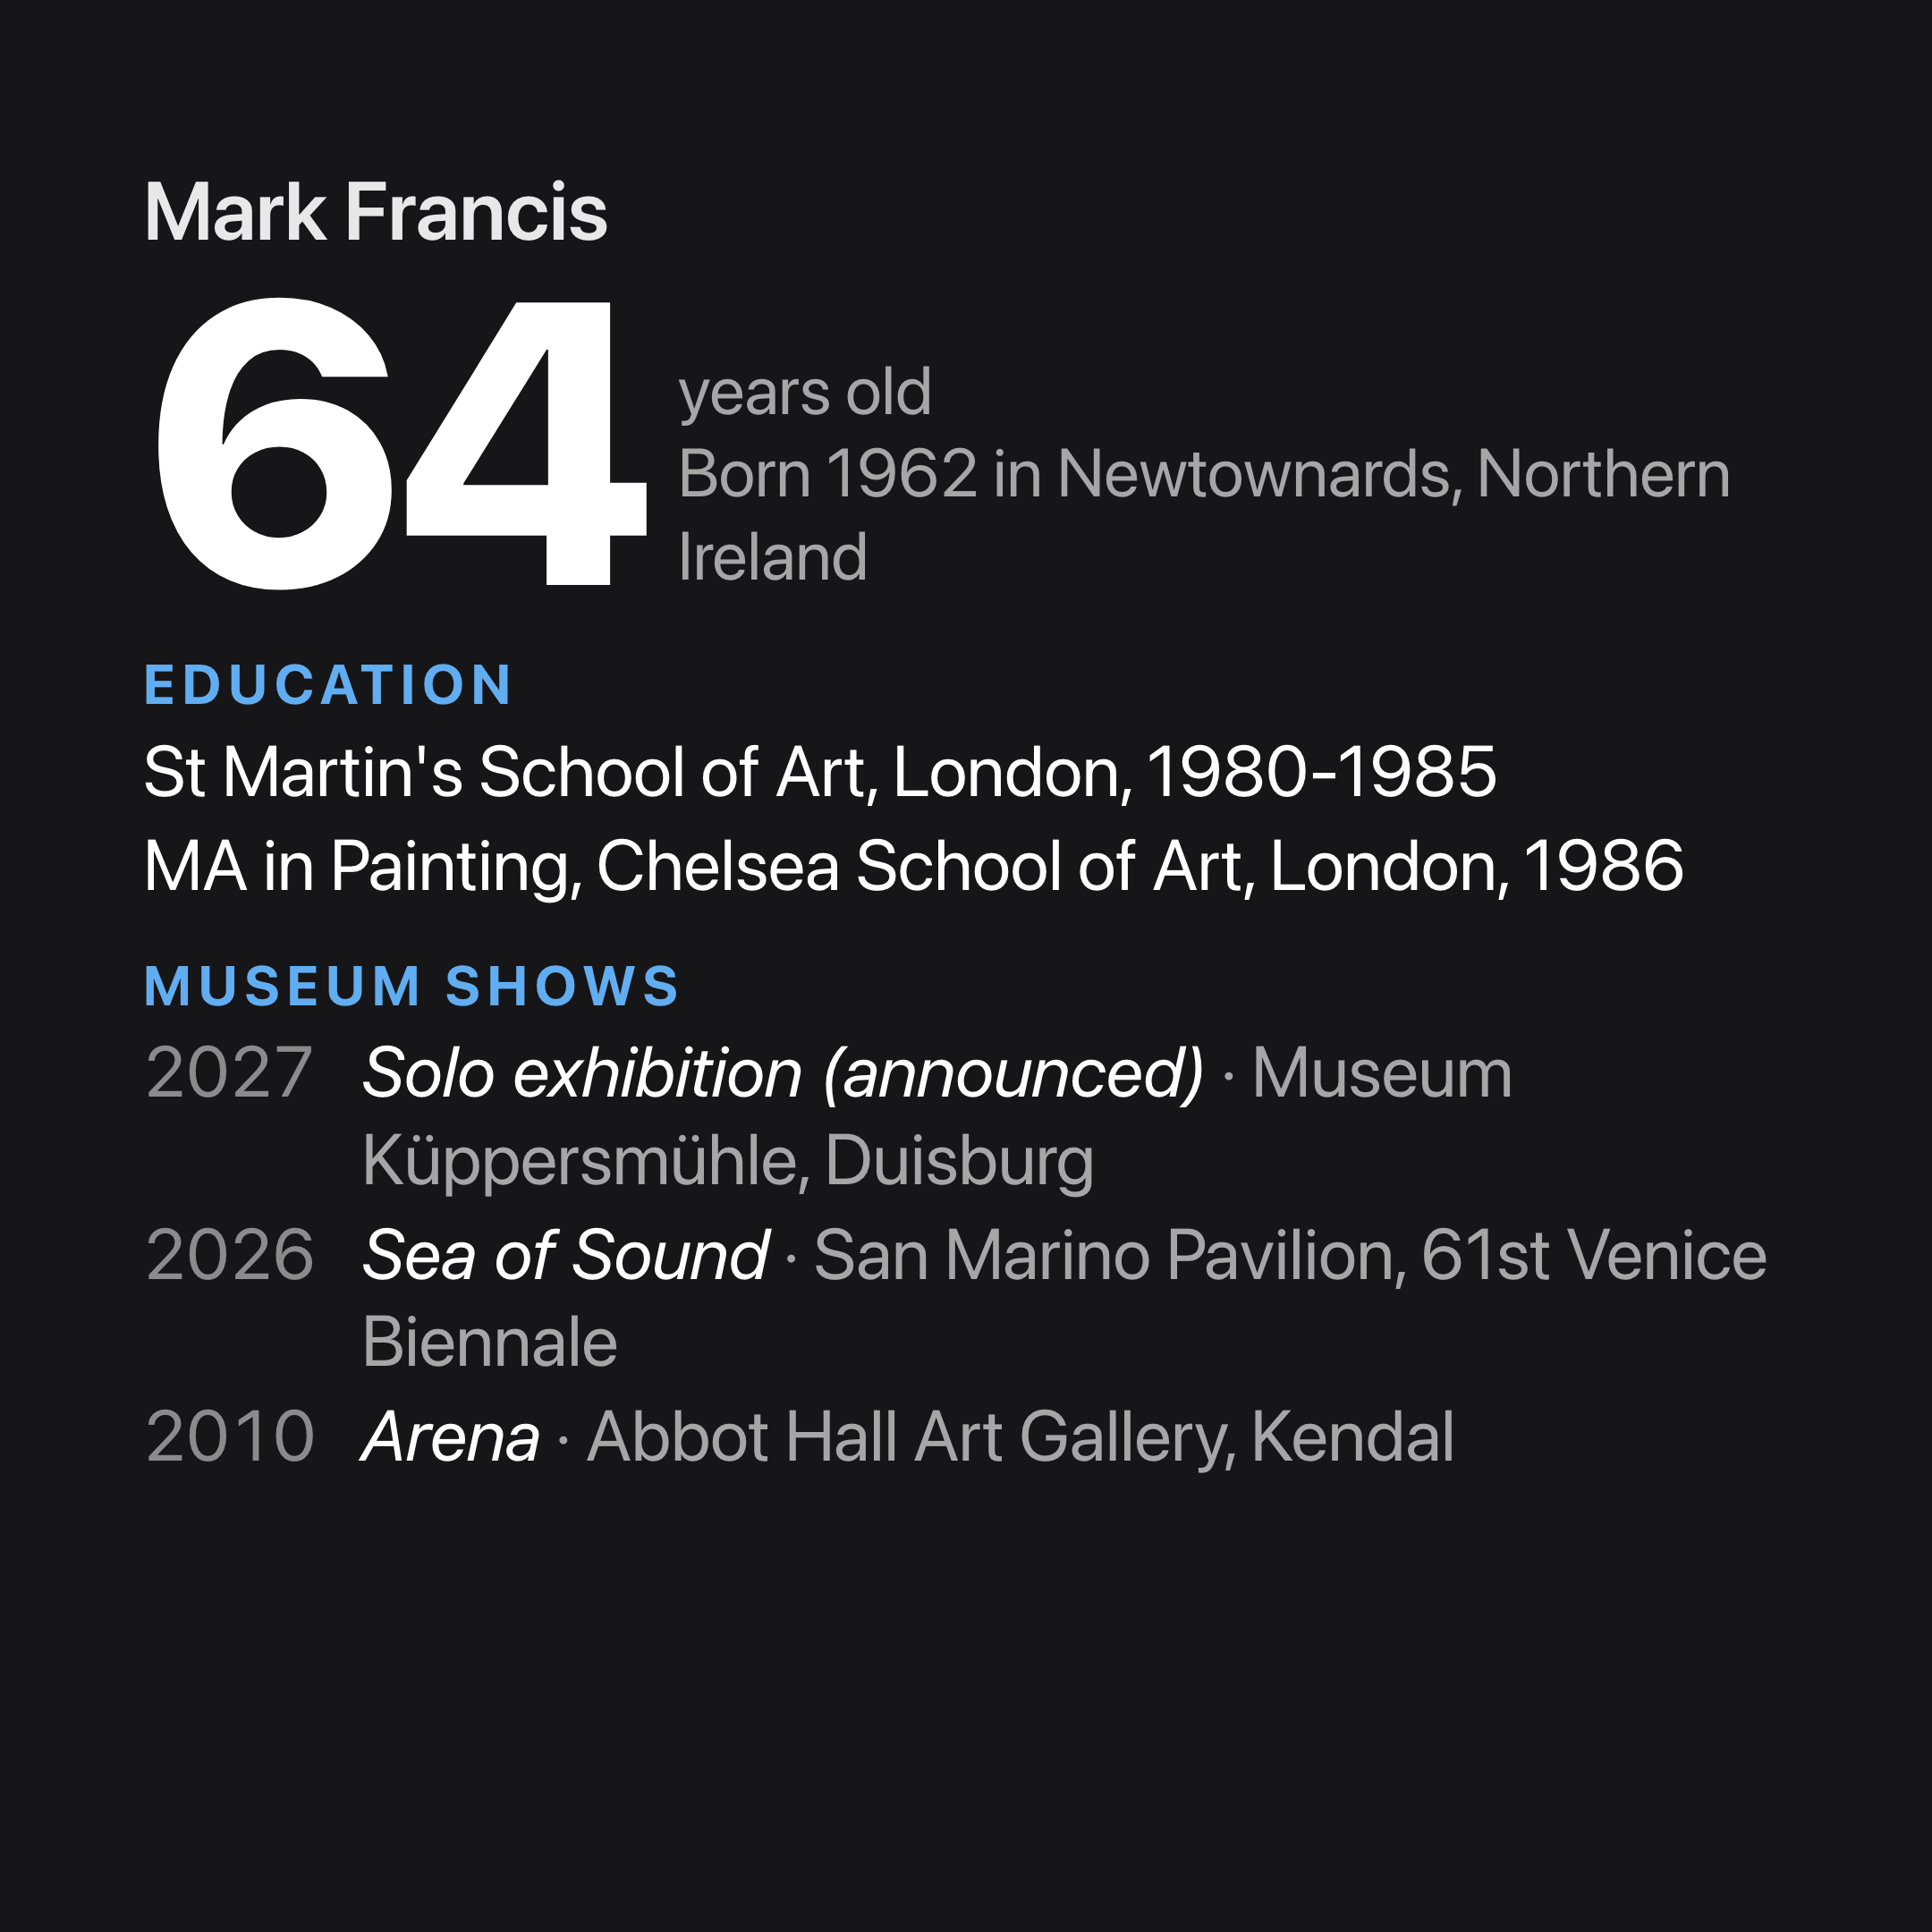 Mark Francis
64
years old
Born 1962 in Newtownards, Northern
Ireland
EDUCATION
St Martin's School of Art, London, 1980-1985
MA in Painting, Chelsea School of Art, London, 1986
MUSEUM SHOWS
2027 Solo exhibition (announced) · Museum
Küppersmühle, Duisburg
2026 Sea of Sound · San Marino Pavilion, 61st Venice
Biennale
2010 Arena · Abbot Hall Art Gallery, Kendal